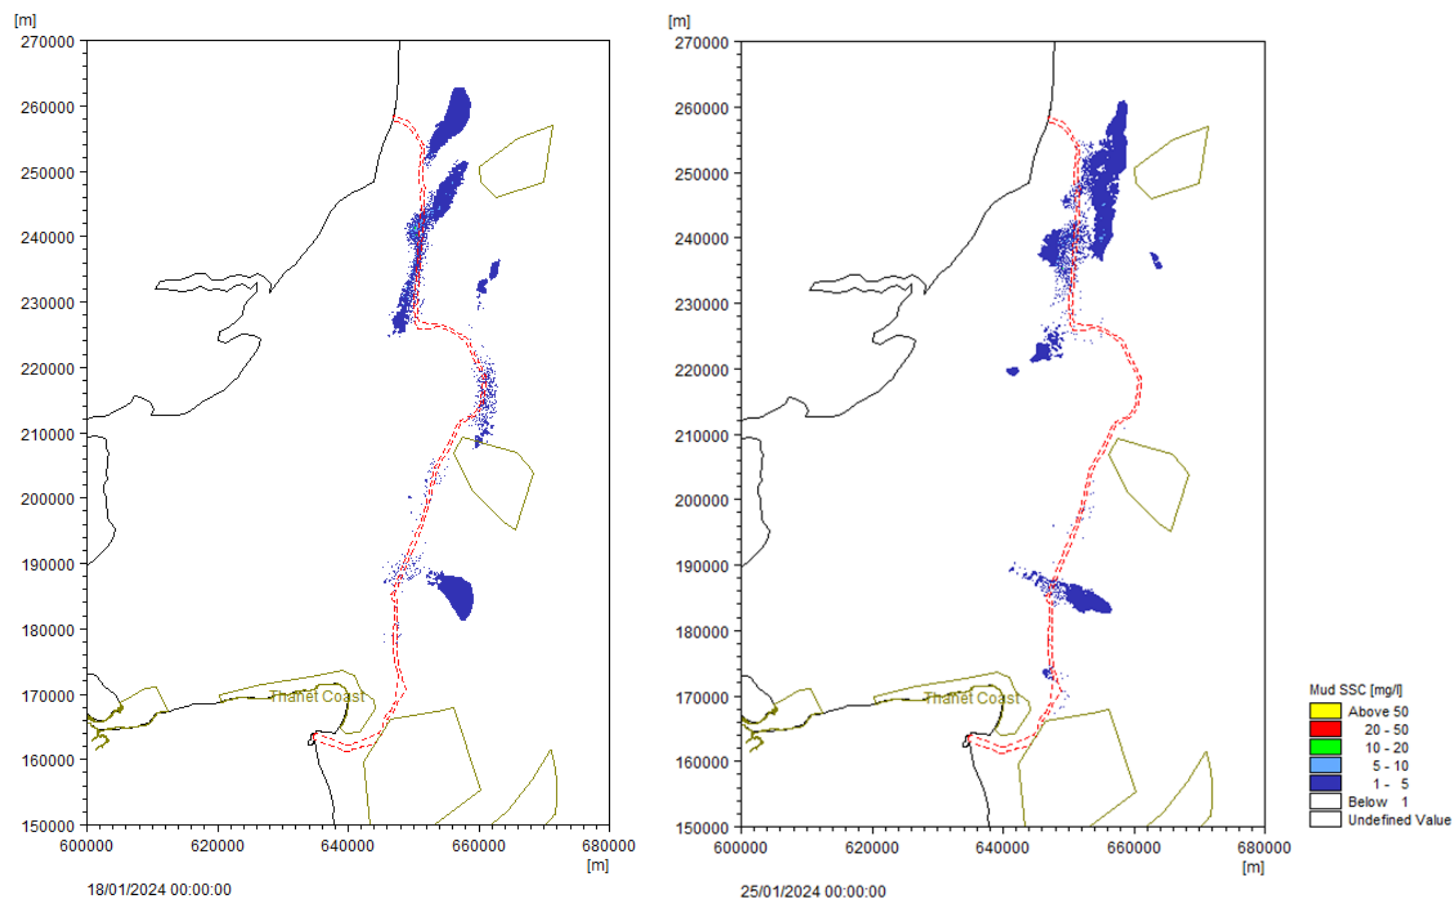 [m]
270000
260000
250000
240000
230000
220000
210000
200000
190000
180000
170000
160000
150000
600000 620000 640000 660000 680000
[m]
Thanet Coast
18/01/2024 00:00:00
[m]
270000
260000
250000
240000
230000
220000
210000
200000
190000
180000
170000
160000
150000
600000 620000 640000 660000 680000
[m]
Thanet Coast
25/01/2024 00:00:00
Mud SSC [mg/l]
Above 50
20 - 50
10 - 20
5 - 10
1 - 5
Below 1
Undefined Value